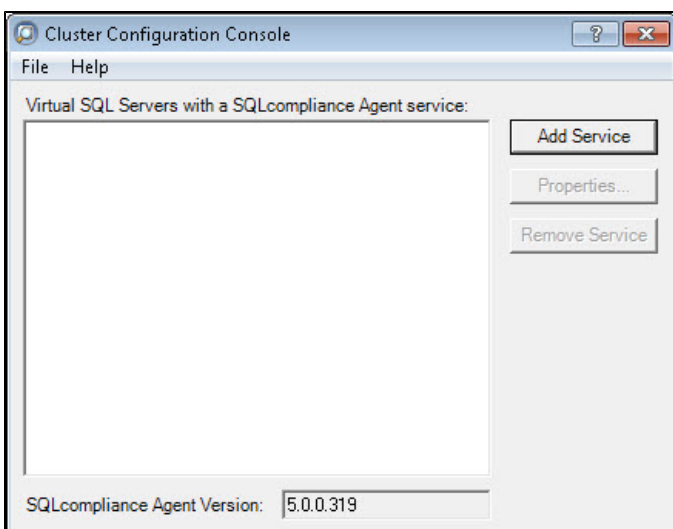 Cluster Configuration Console
File Help
Virtual SQL Servers with a SQLcompliance Agent service:
Add Service
Properties...
Remove Service
SQLcompliance Agent Version: 5.0.0.319